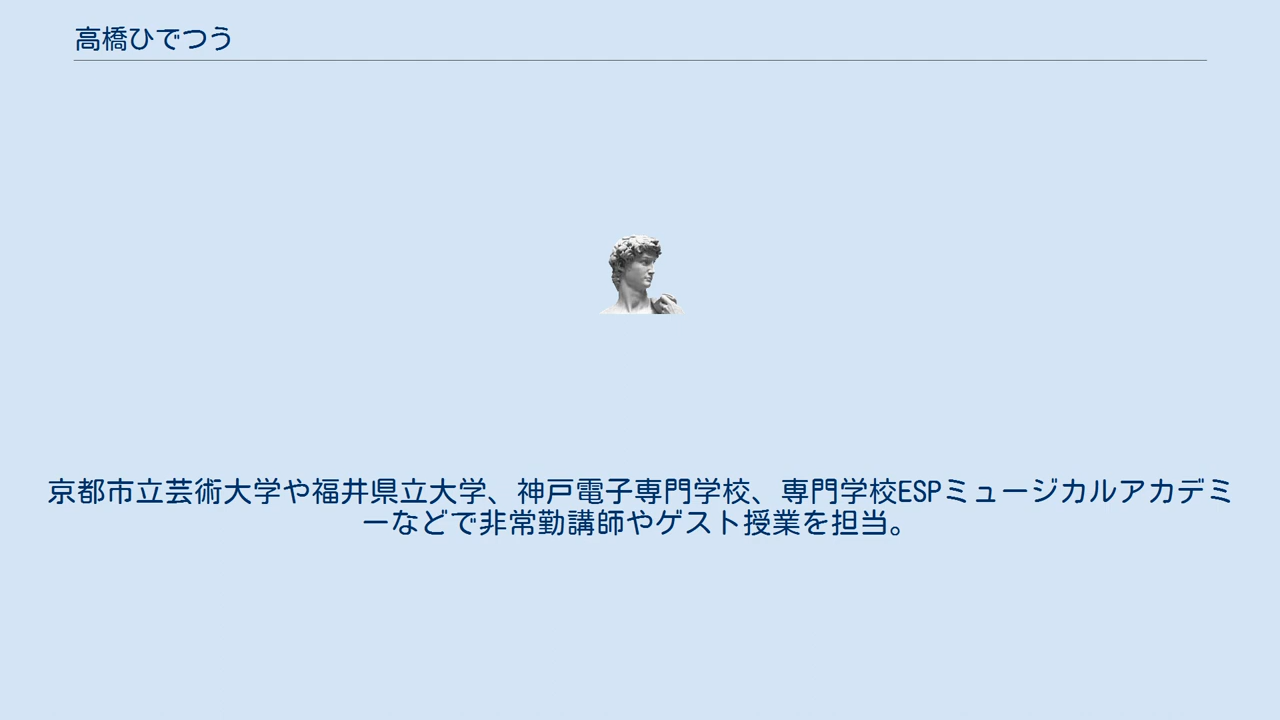 高橋ひでつう
京都市立芸術大学や福井県立大学、神戸電子専門学校、専門学校ESPミュージカルアカデミ
ーなどで非常勤講師やゲスト授業を担当。